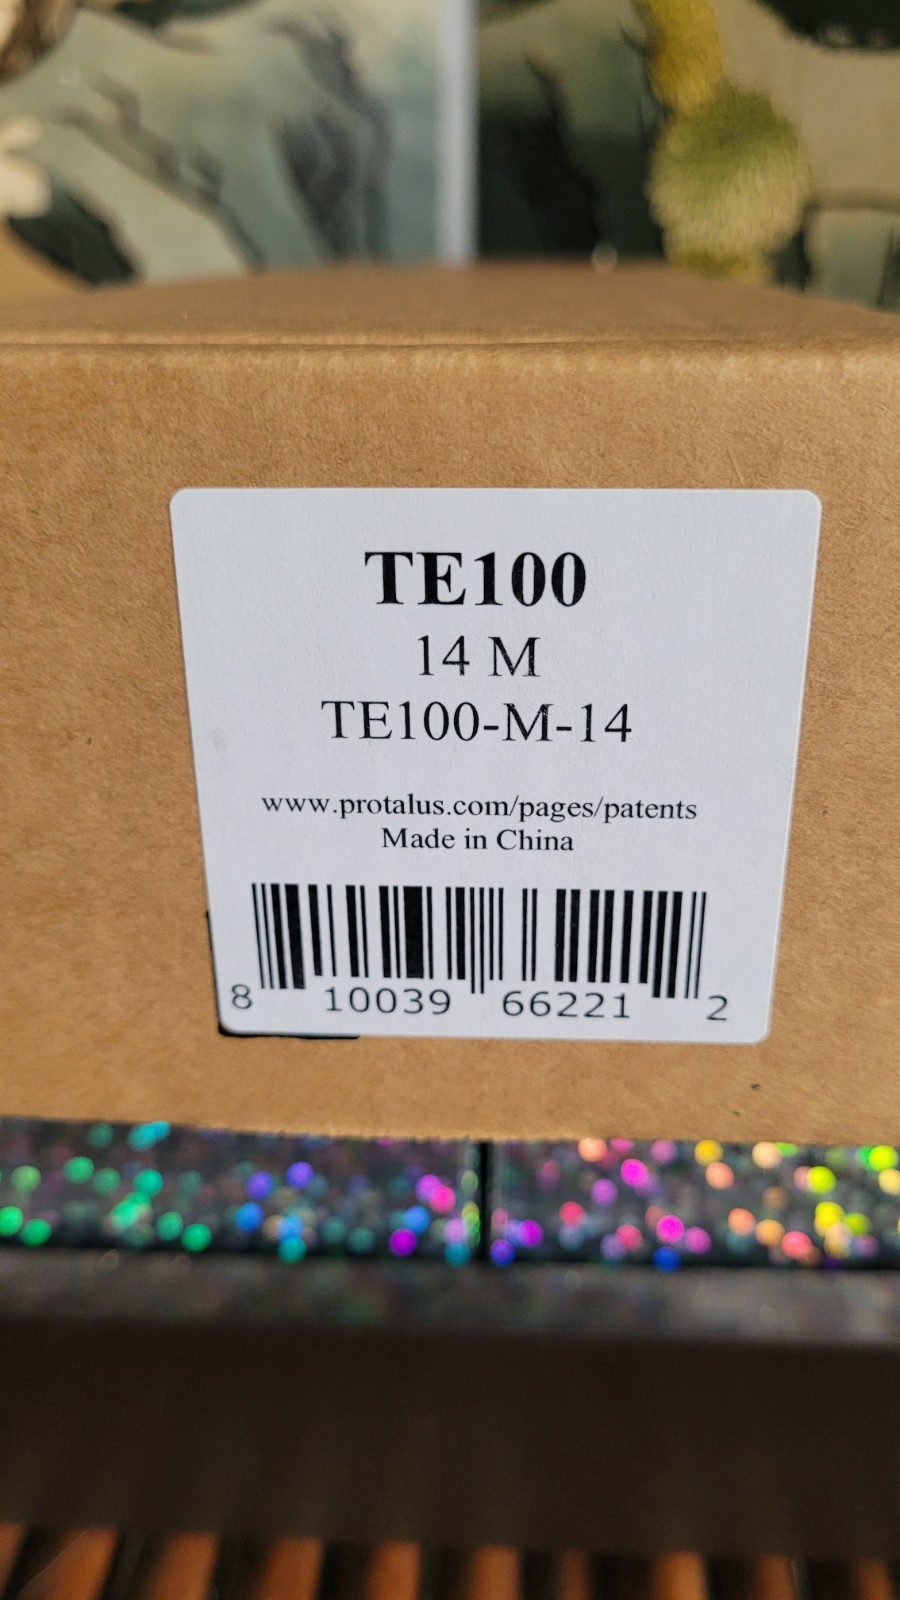 TE100
14 M
TE100-M-14
www.protalus.com/pages/patents
Made in China
8 10039 66221 2